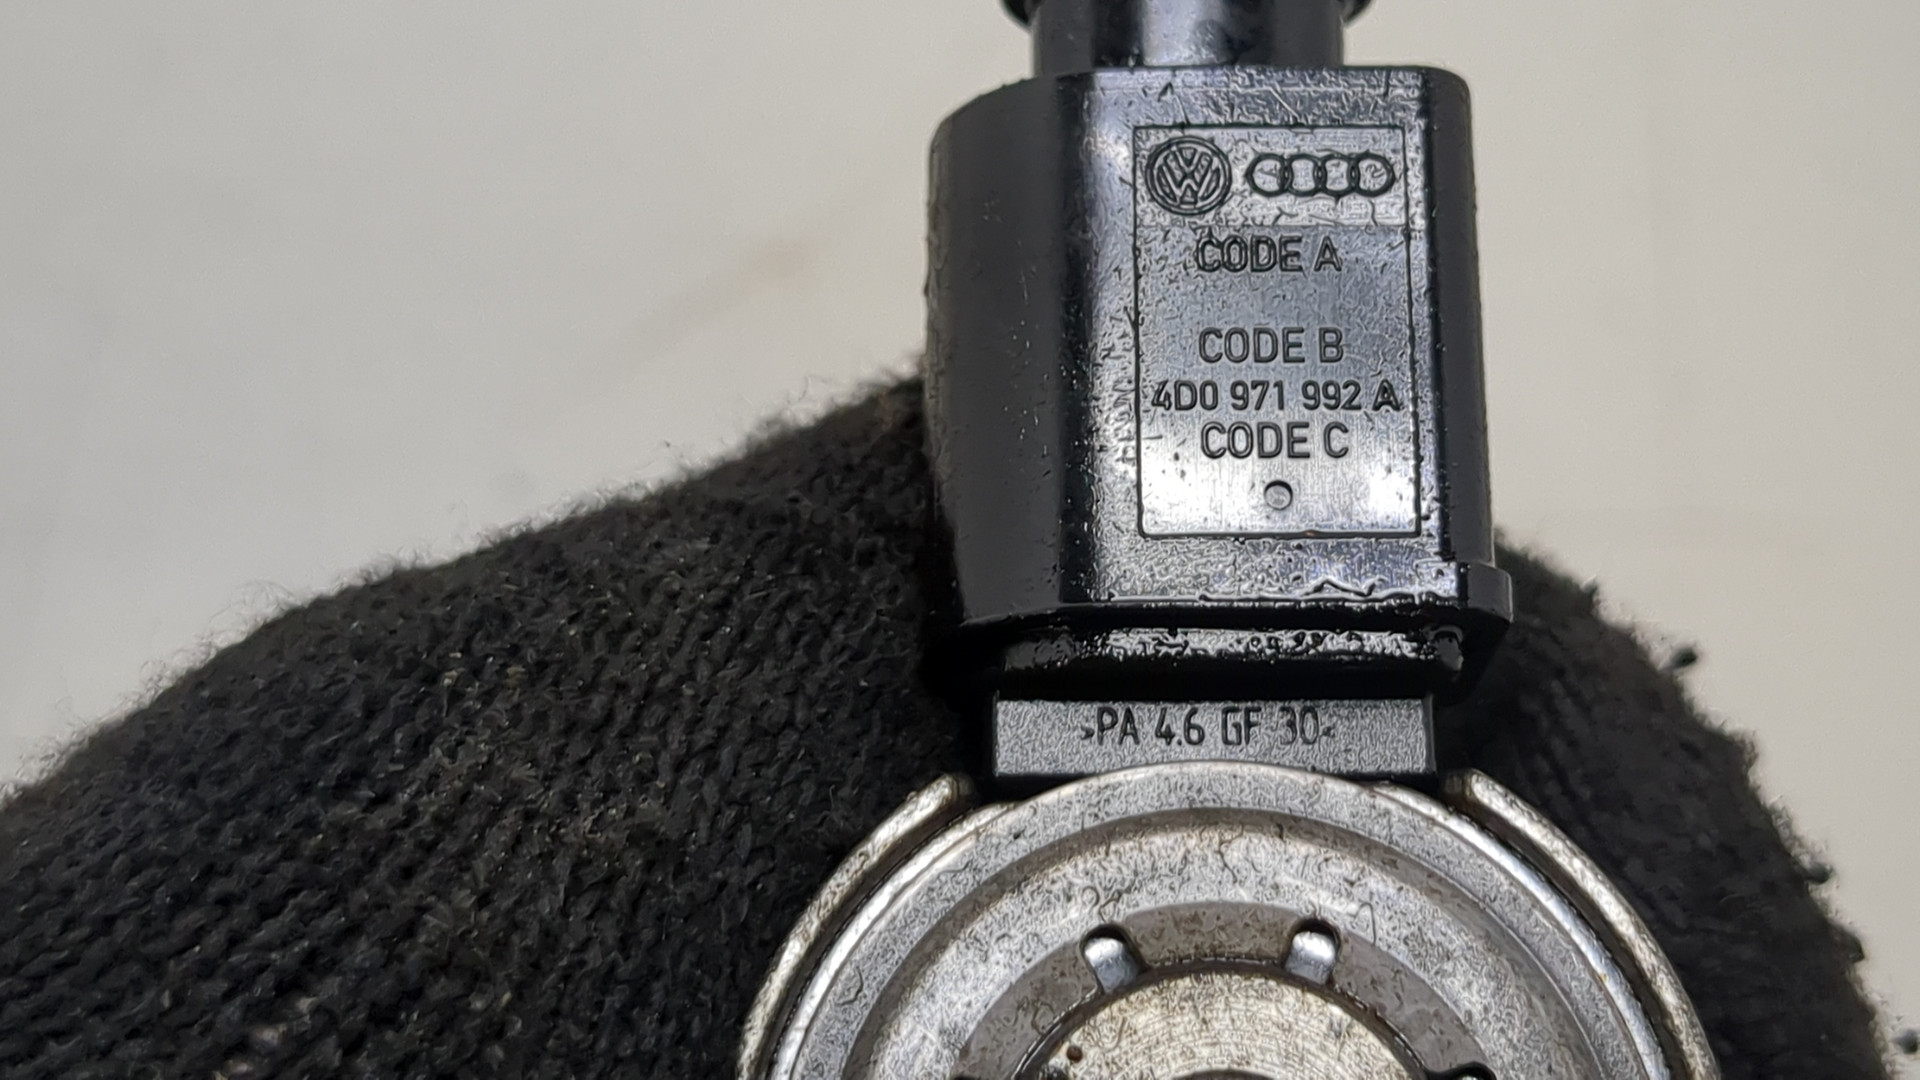 CODE A
CODE B
4D0 971 992 A
CODE C
>PA 4.6 GF 30<